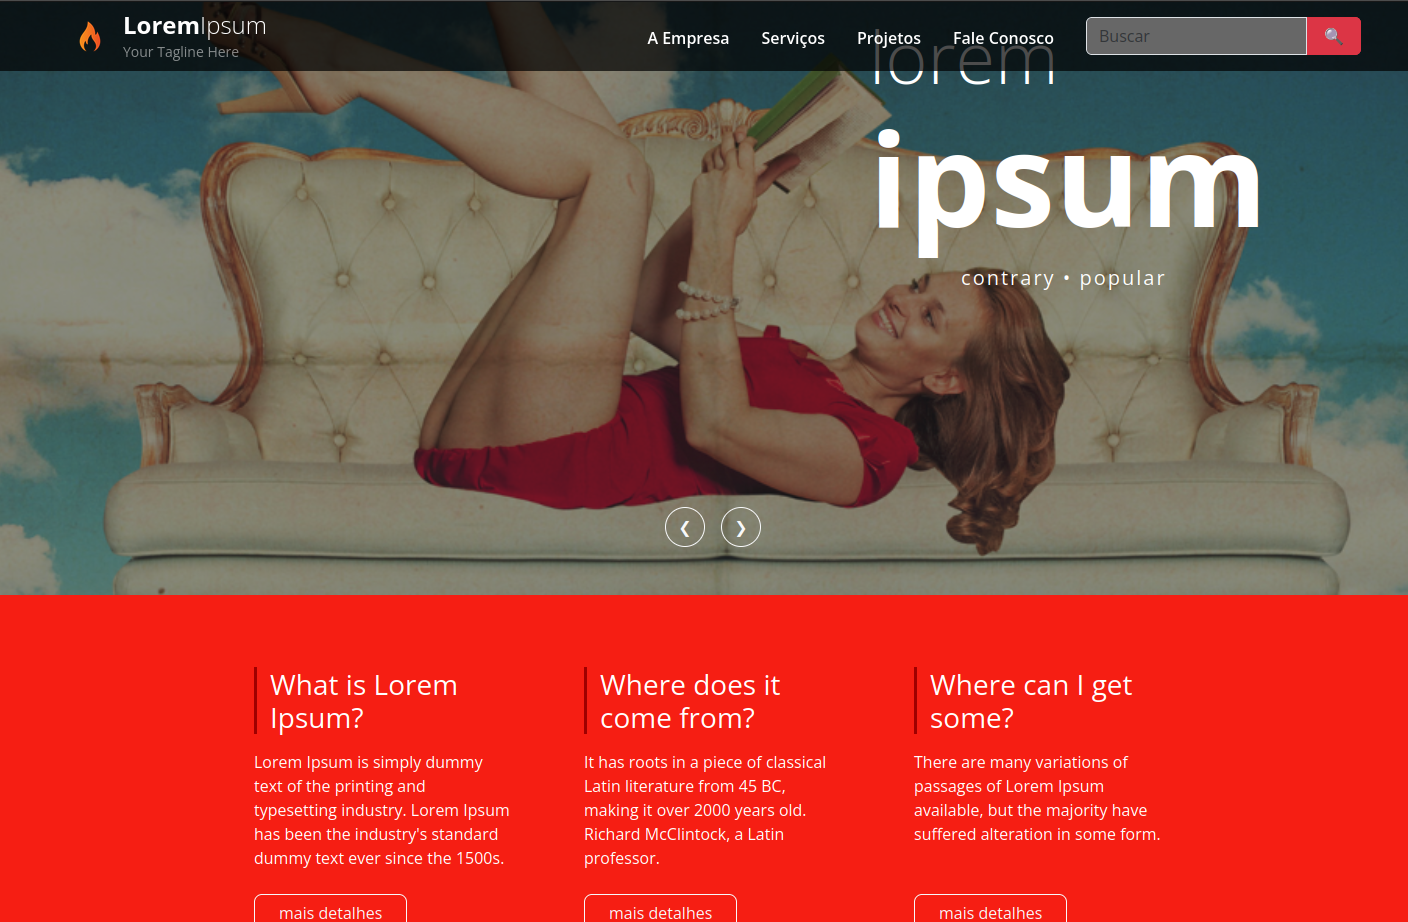 LoremIpsum
Your Tagline Here
A Empresa
Serviços
Projetos
Fale Conosco
Buscar
lorem
ipsum
contrary • popular
What is Lorem
Ipsum?
Lorem Ipsum is simply dummy
text of the printing and
typesetting industry. Lorem Ipsum
has been the industry's standard
dummy text ever since the 1500s.
mais detalhes
Where does it
come from?
It has roots in a piece of classical
Latin literature from 45 BC,
making it over 2000 years old.
Richard McClintock, a Latin
professor.
mais detalhes
Where can I get
some?
There are many variations of
passages of Lorem Ipsum
available, but the majority have
suffered alteration in some form.
mais detalhes